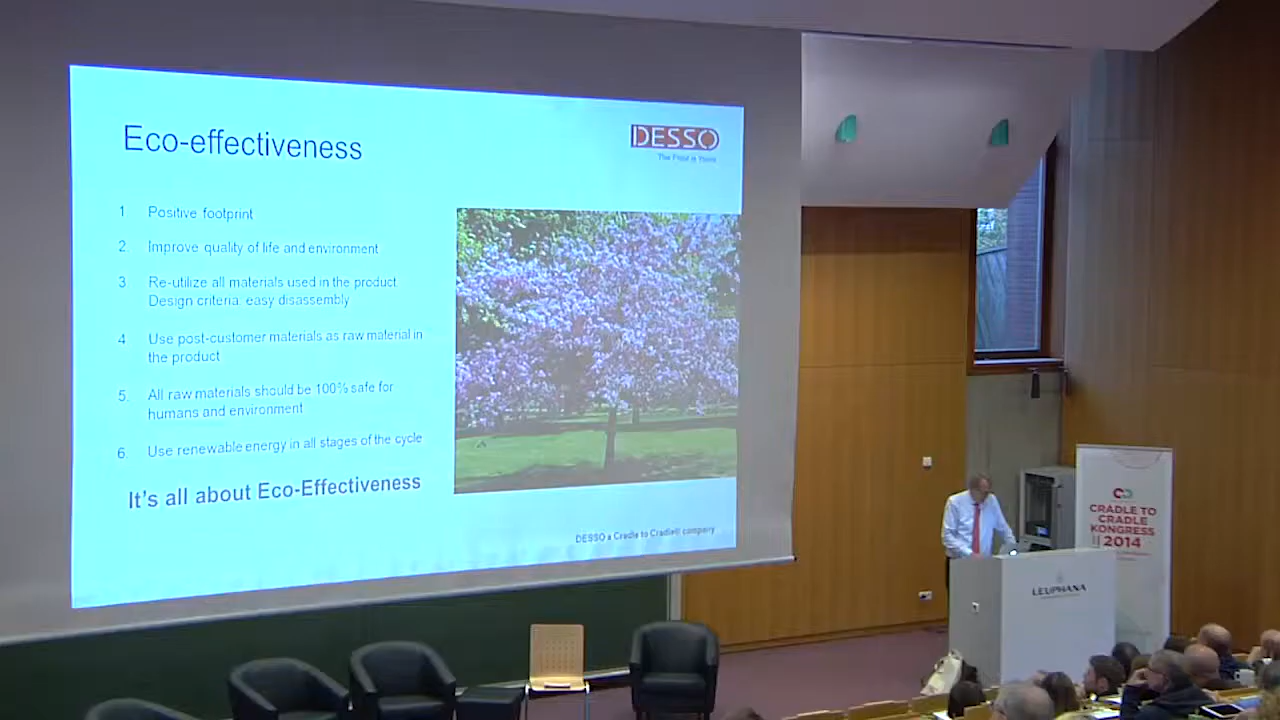 Eco-effectiveness
DESSO
The Floor is Yours
1 Positive footprint
2. Improve quality of life and environment
3 Re-utilize all materials used in the product
Design criteria: easy disassembly
4 Use post-customer materials as raw material in
the product
5. All raw materials should be 100% safe for
humans and environment
6. Use renewable energy in all stages of the cycle
It's all about Eco-Effectiveness
DESSO a Cradle to Cradle® company
CRADLE TO
CRADLE
KONGRESS
2014
LEUPHANA